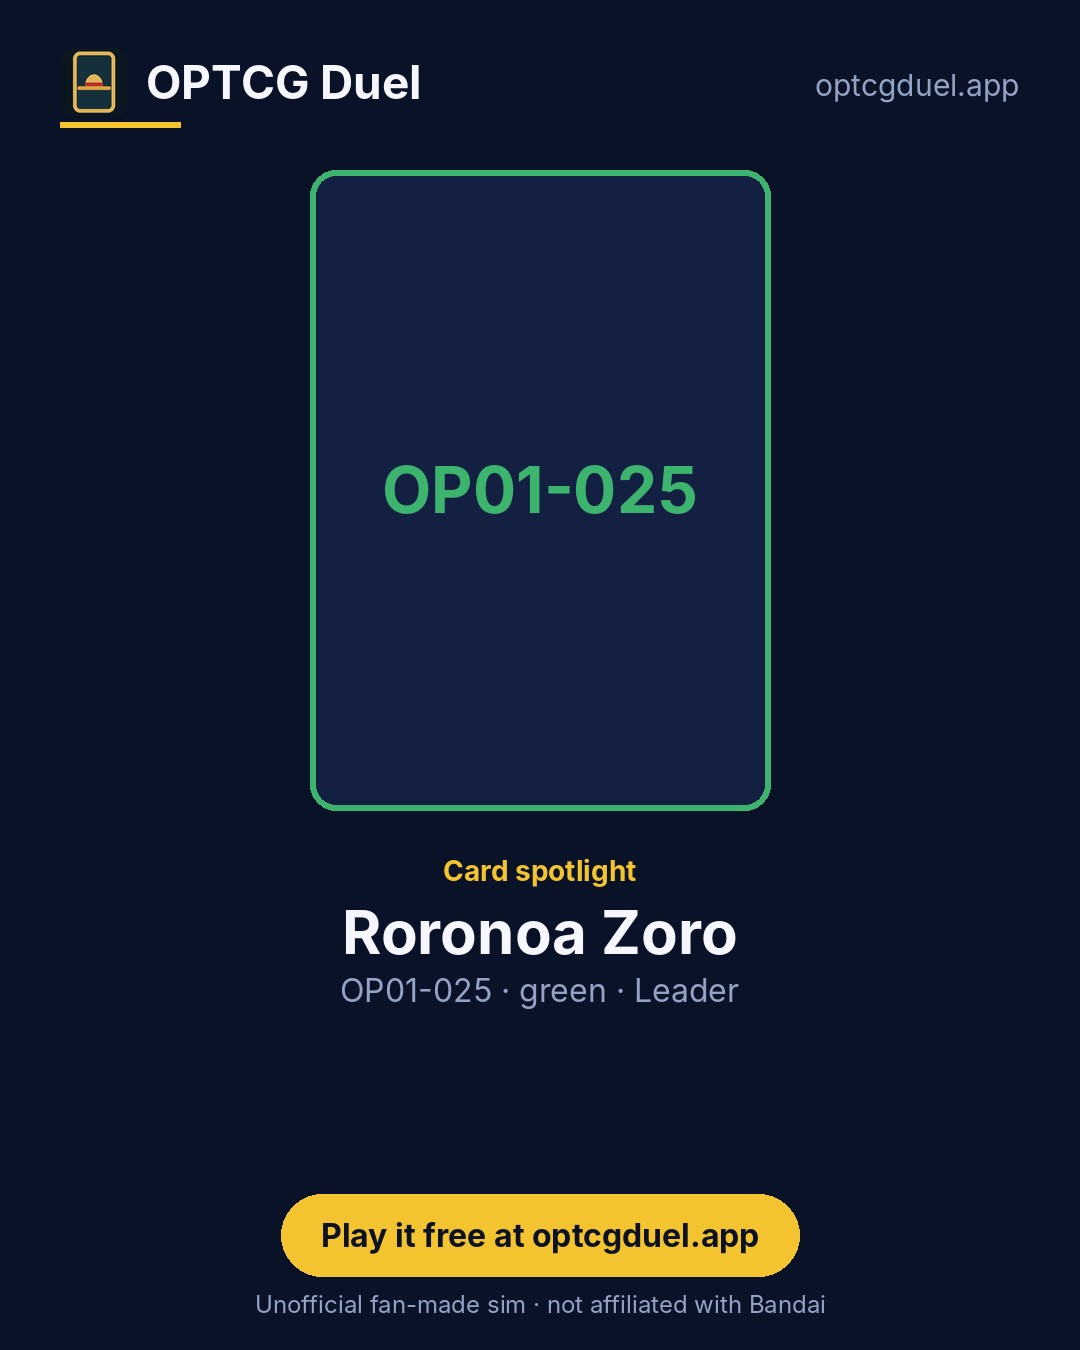 OPTCG Duel
optcgduel.app
OP01-025
Card spotlight
Roronoa Zoro
OP01-025 · green · Leader
Play it free at optcgduel.app
Unofficial fan-made sim · not affiliated with Bandai